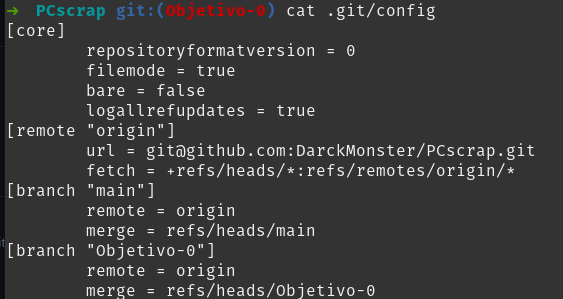 → PCscrap git:(Objetivo-0) cat .git/config
[core]
        repositoryformatversion = 0
        filemode = true
        bare = false
        logallrefupdates = true
[remote "origin"]
        url = git@github.com:DarckMonster/PCscrap.git
        fetch = +refs/heads/*:refs/remotes/origin/*
[branch "main"]
        remote = origin
        merge = refs/heads/main
[branch "Objetivo-0"]
        remote = origin
        merge = refs/heads/Objetivo-0